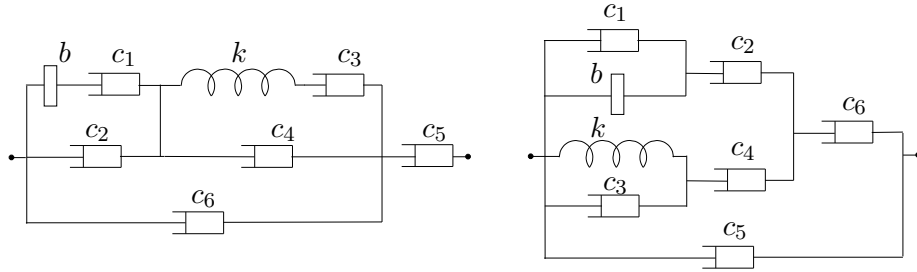 b c₁ k c₃
c₂ c₄ c₅
c₆
c₁ c₂
b c₆
k c₄
c₃
c₅